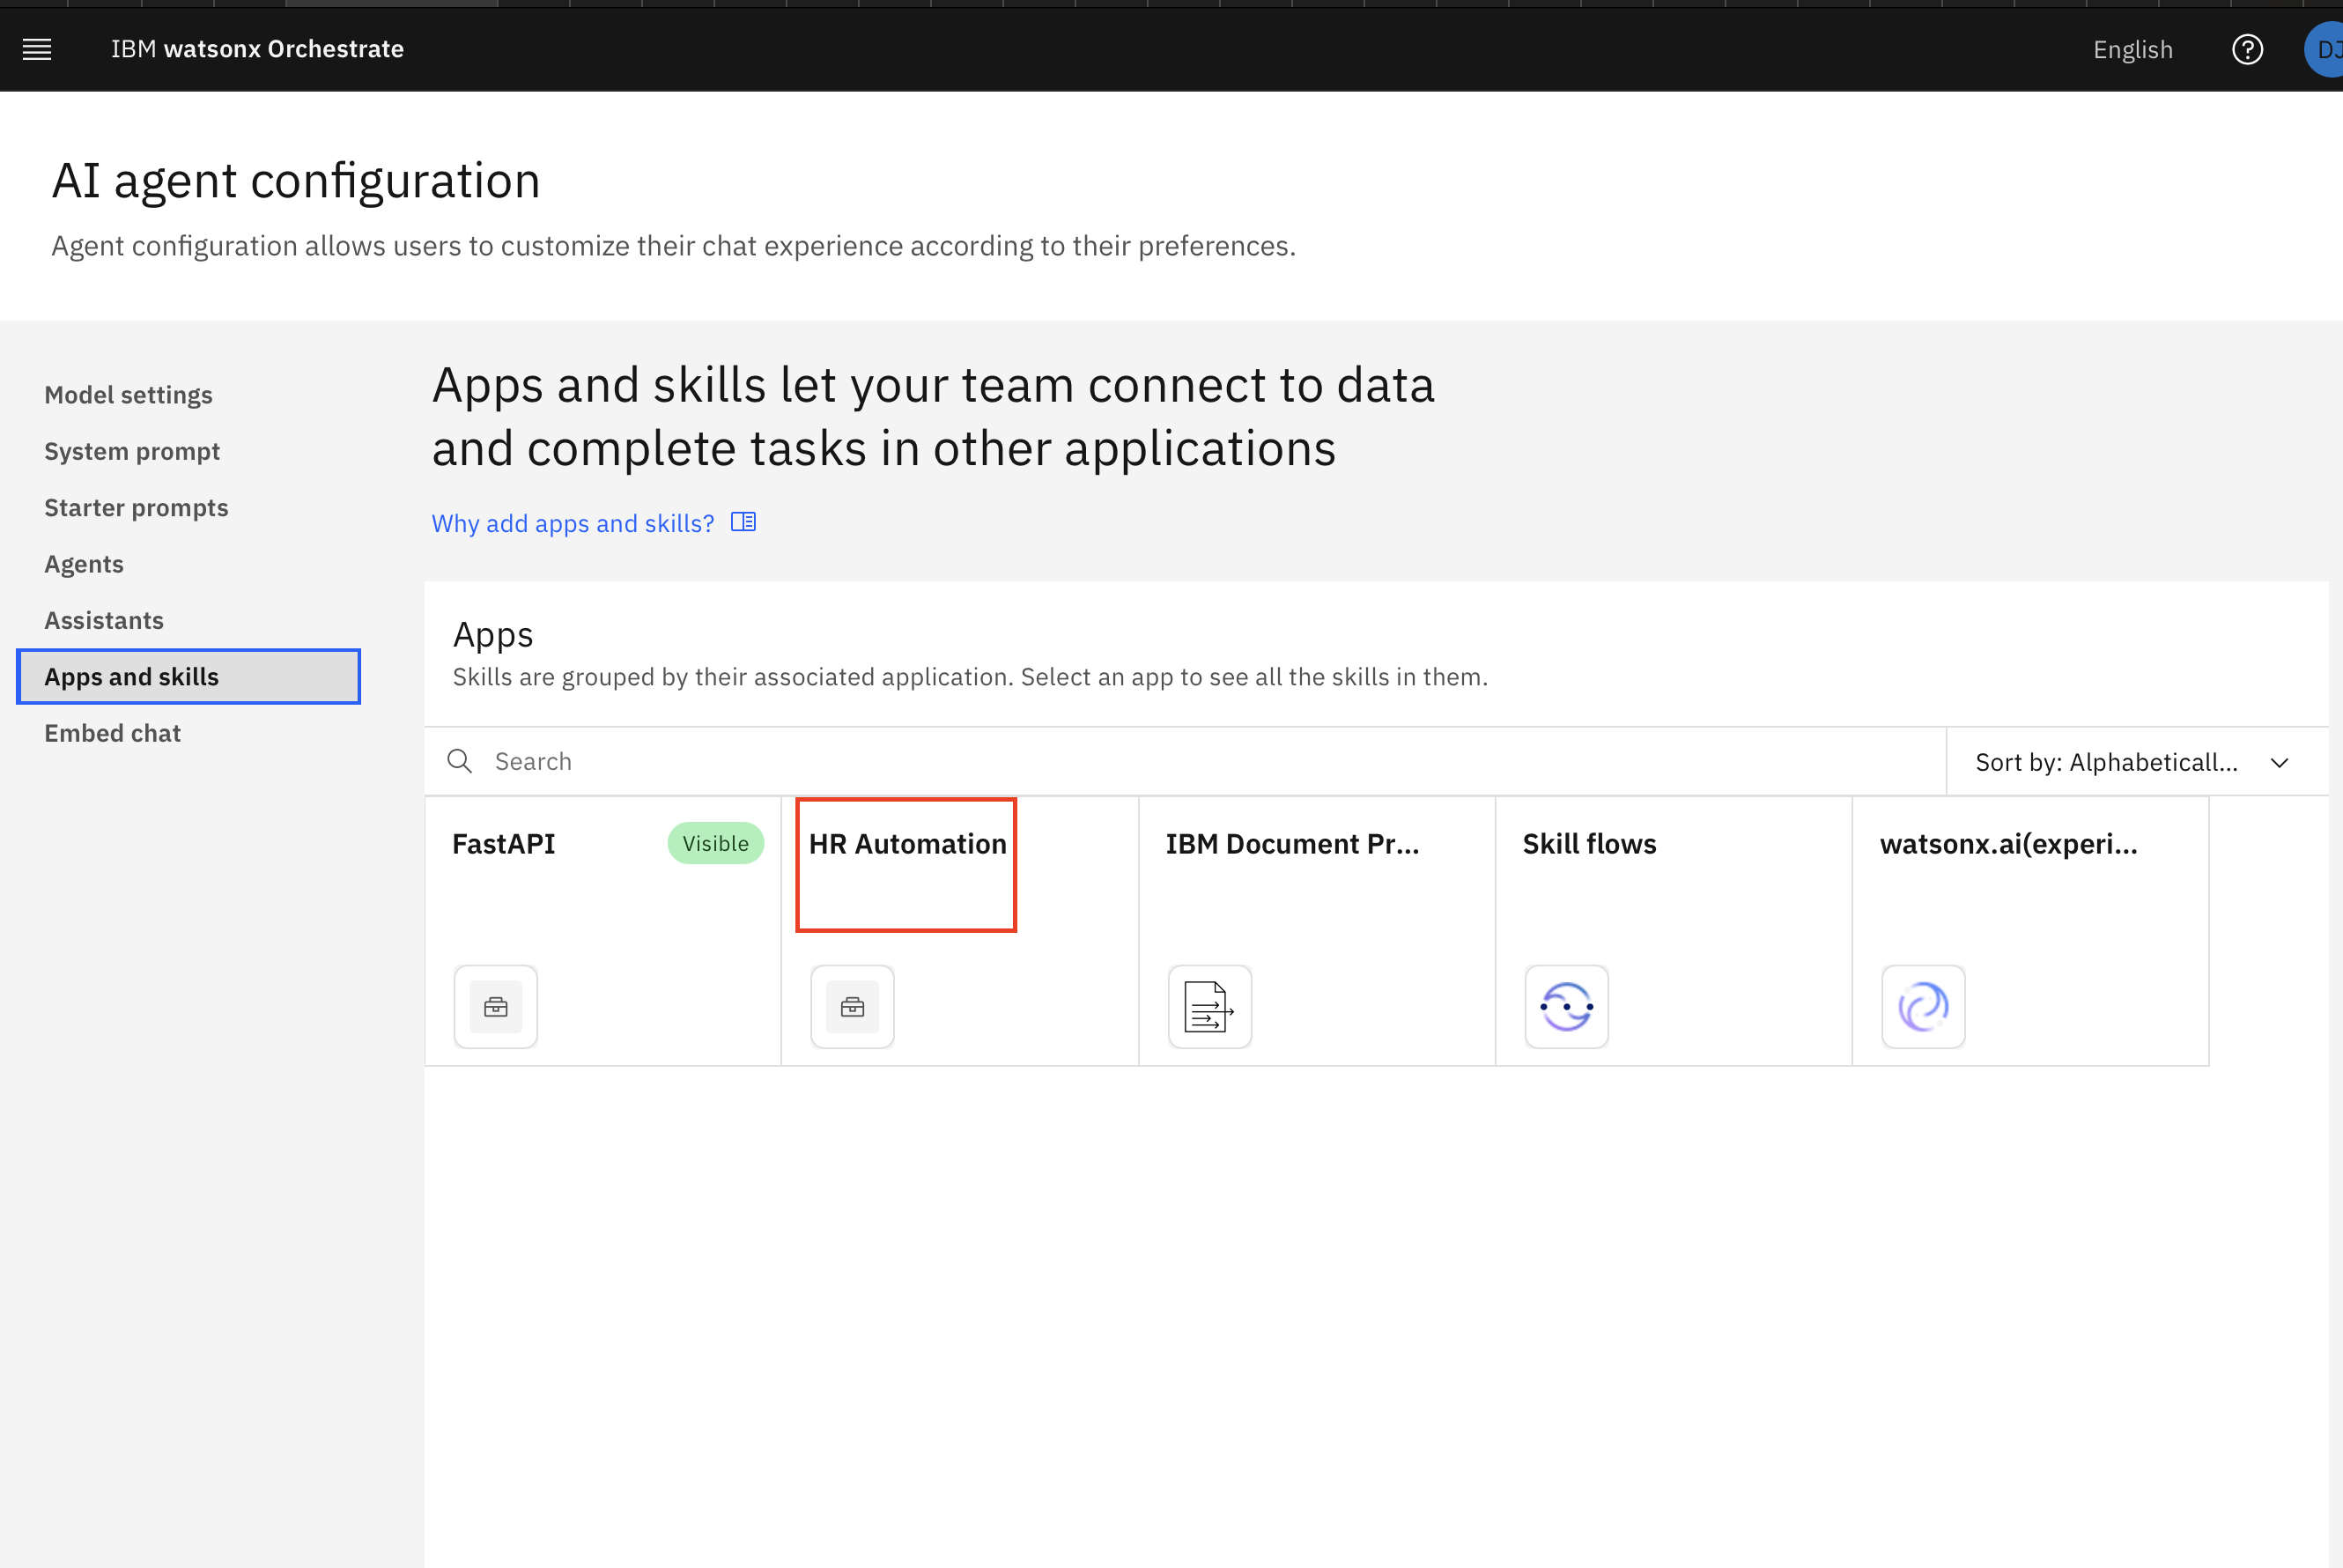 IBM watsonx Orchestrate
English
DJ
AI agent configuration
Agent configuration allows users to customize their chat experience according to their preferences.
Model settings
System prompt
Starter prompts
Agents
Assistants
Apps and skills
Embed chat
Apps and skills let your team connect to data
and complete tasks in other applications
Why add apps and skills?
Apps
Skills are grouped by their associated application. Select an app to see all the skills in them.
Search
Sort by: Alphabeticall...
FastAPI
Visible
HR Automation
IBM Document Pr...
Skill flows
watsonx.ai(experi...